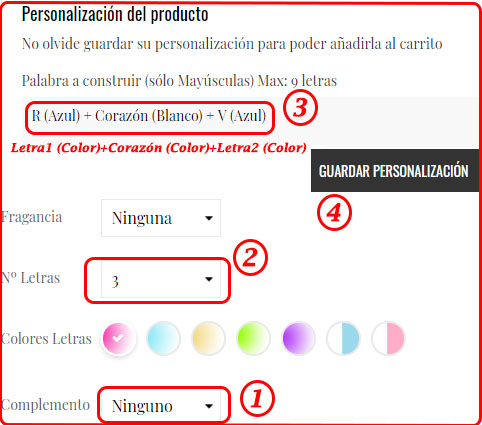 Personalización del producto
No olvide guardar su personalización para poder añadirla al carrito
Palabra a construir (sólo Mayúsculas) Max: 9 letras
R (Azul) + Corazón (Blanco) + V (Azul)
3
Letra1 (Color)+Corazón (Color)+Letra2 (Color)
GUARDAR PERSONALIZACIÓN
4
Fragancia
Ninguna
2
Nº Letras
3
Colores Letras
Complemento
Ninguno
1